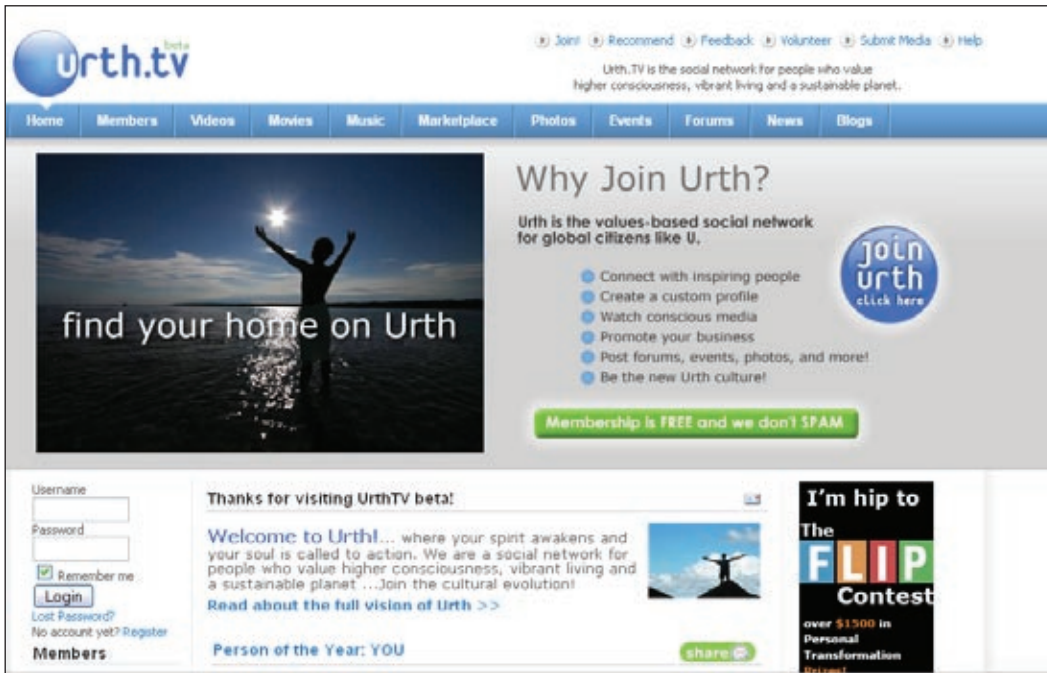 urth.tv
beta
Join! Recommend Feedback Volunteer Submit Media Help
Urth.TV is the social network for people who value
higher consciousness, vibrant living and a sustainable planet.
Home Members Videos Movies Music Marketplace Photos Events Forums News Blogs
find your home on Urth
Why Join Urth?
Urth is the values-based social network
for global citizens like U.
Connect with inspiring people
Create a custom profile
Watch conscious media
Promote your business
Post forums, events, photos, and more!
Be the new Urth culture!
join
urth
click here
Membership is FREE and we don't SPAM
Username
Password
Remember me
Login
Lost Password?
No account yet? Register
Members
Thanks for visiting UrthTV beta!
Welcome to Urth!... where your spirit awakens and
your soul is called to action. We are a social network for
people who value higher consciousness, vibrant living and
a sustainable planet ...Join the cultural evolution!
Read about the full vision of Urth >>
Person of the Year: YOU
share
I'm hip to
The
FLIP
Contest
over $1500 in
Personal
Transformation
Prizes!